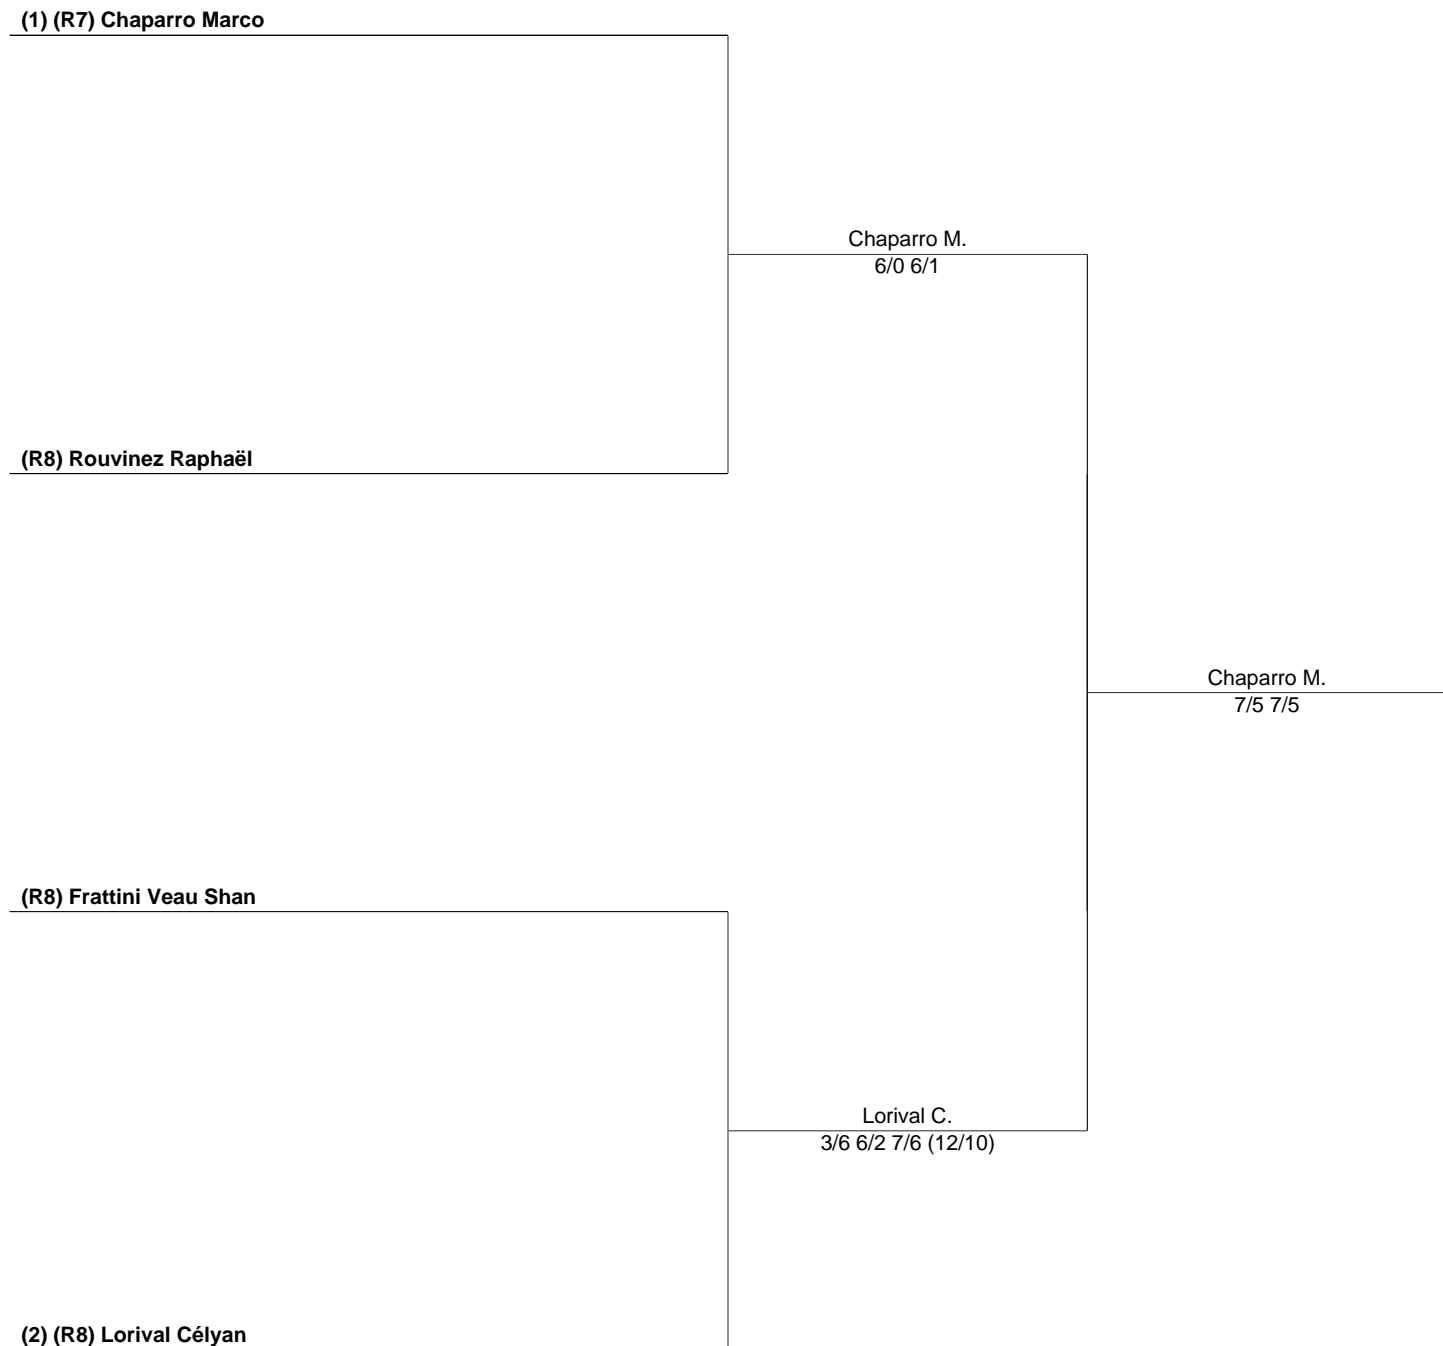 (1) (R7) Chaparro Marco
Chaparro M.
6/0 6/1
(R8) Rouvinez Raphaël
Chaparro M.
7/5 7/5
(R8) Frattini Veau Shan
Lorival C.
3/6 6/2 7/6 (12/10)
(2) (R8) Lorival Célyan